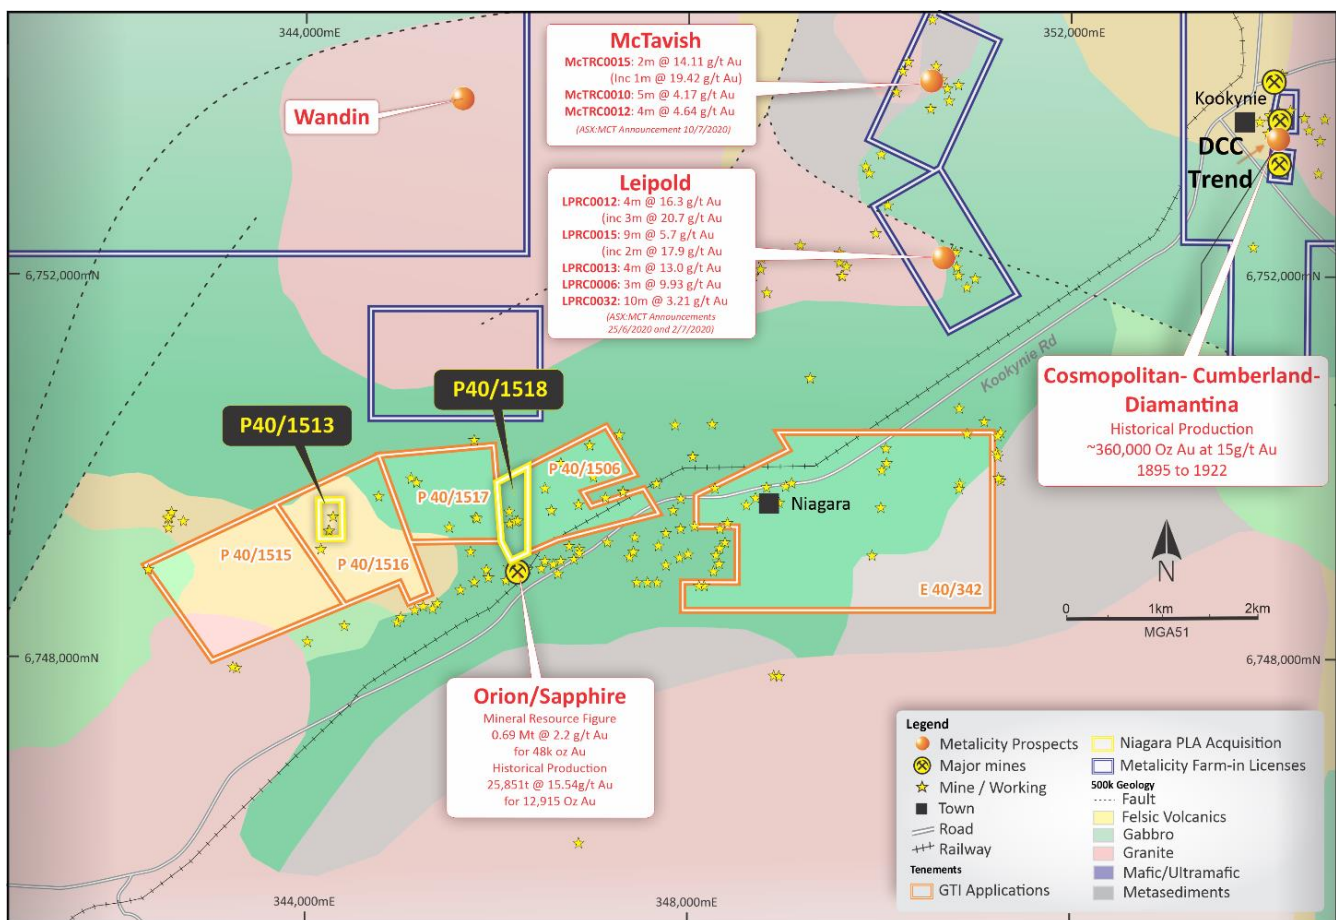 344,000mE
352,000mE
McTavish
McTRC0015: 2m @ 14.11 g/t Au
(Inc 1m @ 19.42 g/t Au)
McTRC0010: 5m @ 4.17 g/t Au
McTRC0012: 4m @ 4.64 g/t Au
(ASX:MCT Announcement 10/7/2020)
Wandin
Kookynie
DCC
Trend
Leipold
LPRC0012: 4m @ 16.3 g/t Au
(inc 3m @ 20.7 g/t Au
LPRC0015: 9m @ 5.7 g/t Au
(inc 2m @ 17.9 g/t Au
LPRC0013: 4m @ 13.0 g/t Au
LPRC0006: 3m @ 9.93 g/t Au
LPRC0032: 10m @ 3.21 g/t Au
(ASX:MCT Announcements
25/6/2020 and 2/7/2020)
6,752,000mN
6,752,000mN
Kookynie Rd
Cosmopolitan- Cumberland-
Diamantina
Historical Production
~360,000 Oz Au at 15g/t Au
1895 to 1922
P40/1518
P40/1513
P 40/1506
P 40/1517
Niagara
P 40/1515
P 40/1516
E 40/342
N
0 1km 2km
MGA51
6,748,000mN
6,748,000mN
Orion/Sapphire
Mineral Resource Figure
0.69 Mt @ 2.2 g/t Au
for 48k oz Au
Historical Production
25,851t @ 15.54g/t Au
for 12,915 Oz Au
Legend
Metalicity Prospects
Major mines
Mine / Working
Town
Road
Railway
Tenements
GTI Applications
Niagara PLA Acquisition
Metalicity Farm-in Licenses
500k Geology
Fault
Felsic Volcanics
Gabbro
Granite
Mafic/Ultramafic
Metasediments
344,000mE
348,000mE